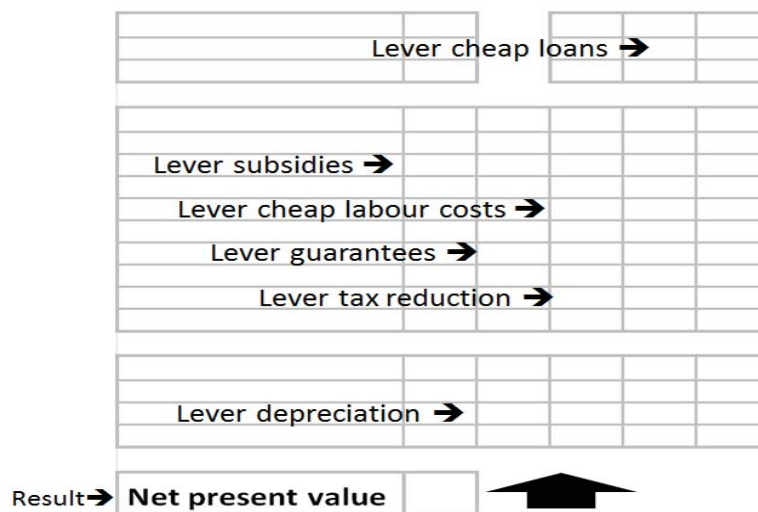 Lever cheap loans ➔
Lever subsidies ➔
Lever cheap labour costs ➔
Lever guarantees ➔
Lever tax reduction ➔
Lever depreciation ➔
Result➔ Net present value